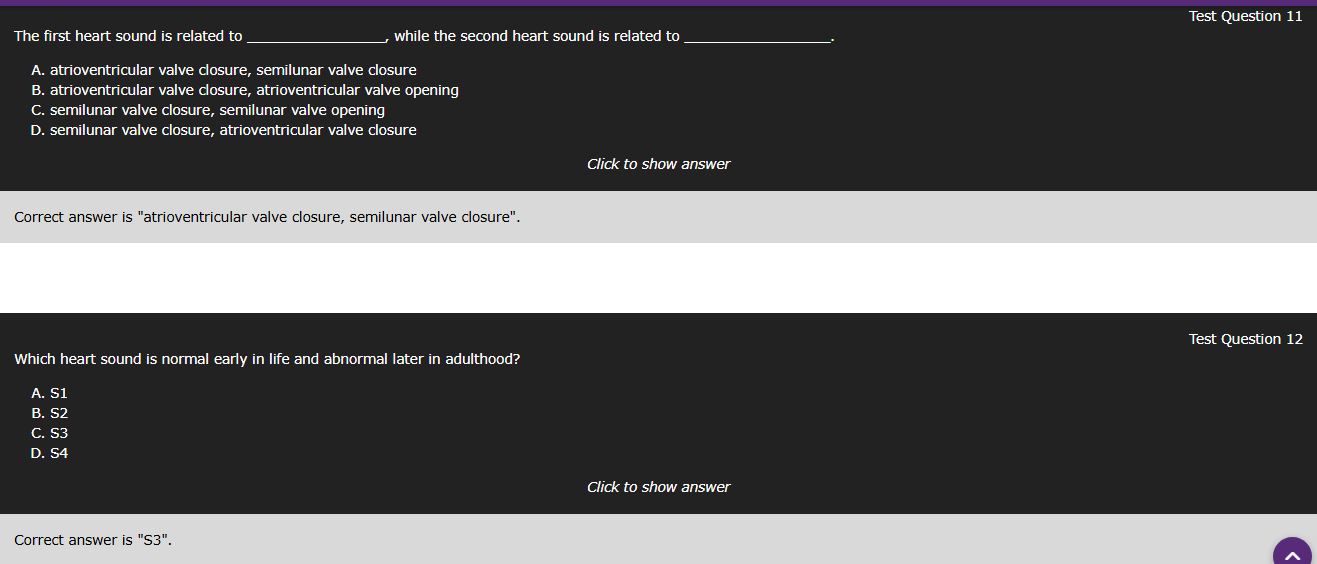 Test Question 11
The first heart sound is related to __________________, while the second heart sound is related to ___________________.
A. atrioventricular valve closure, semilunar valve closure
B. atrioventricular valve closure, atrioventricular valve opening
C. semilunar valve closure, semilunar valve opening
D. semilunar valve closure, atrioventricular valve closure
Click to show answer
Correct answer is "atrioventricular valve closure, semilunar valve closure".
Test Question 12
Which heart sound is normal early in life and abnormal later in adulthood?
A. S1
B. S2
C. S3
D. S4
Click to show answer
Correct answer is "S3".